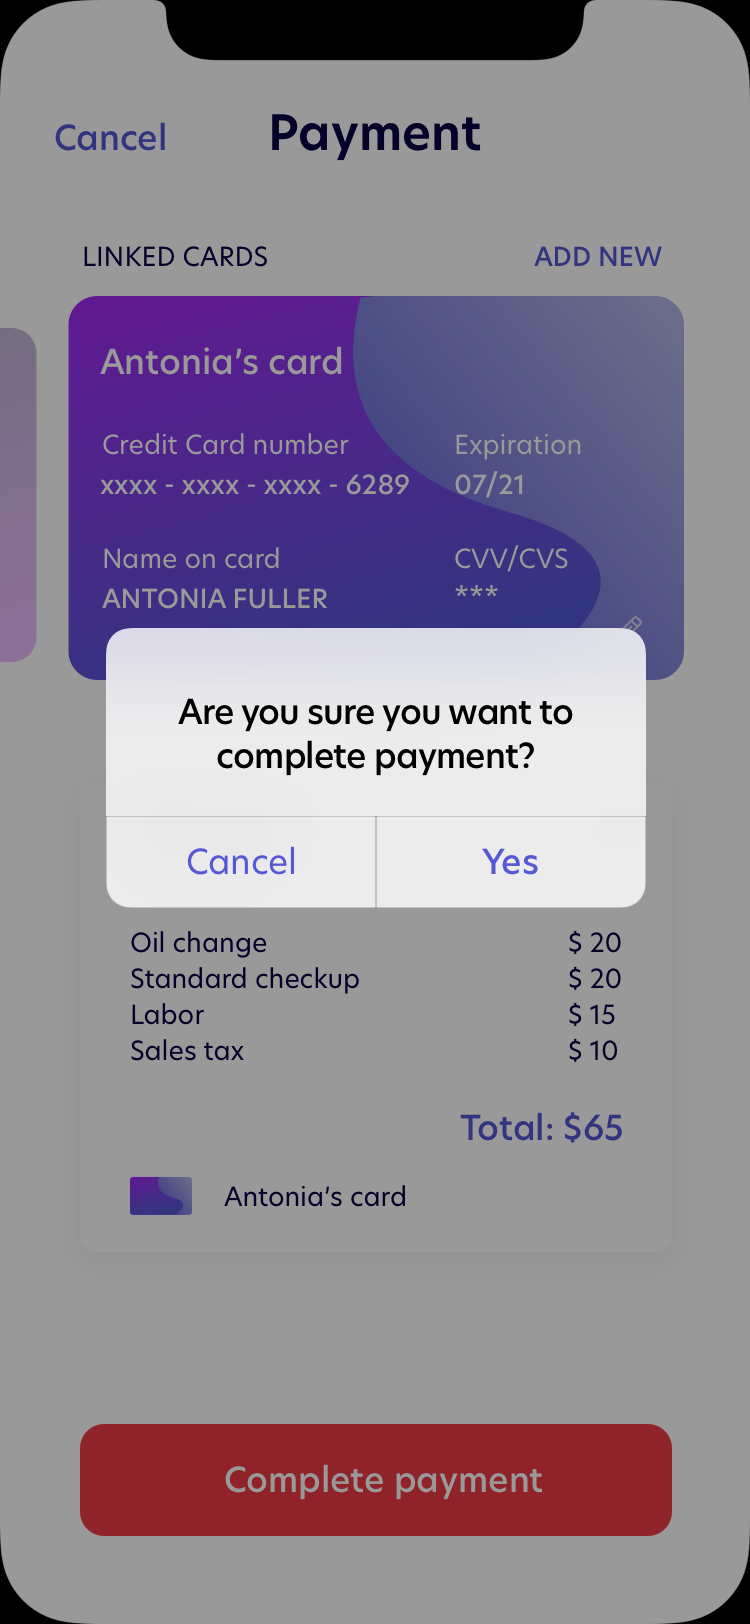 Cancel
Payment
LINKED CARDS
ADD NEW
Antonia's card
Credit Card number
Expiration
xxxx - xxxx - xxxx - 6289
07/21
Name on card
CVV/CVS
ANTONIA FULLER
***
Are you sure you want to
complete payment?
Cancel
Yes
Oil change
$ 20
Standard checkup
$ 20
Labor
$ 15
Sales tax
$ 10
Total: $65
Antonia's card
Complete payment